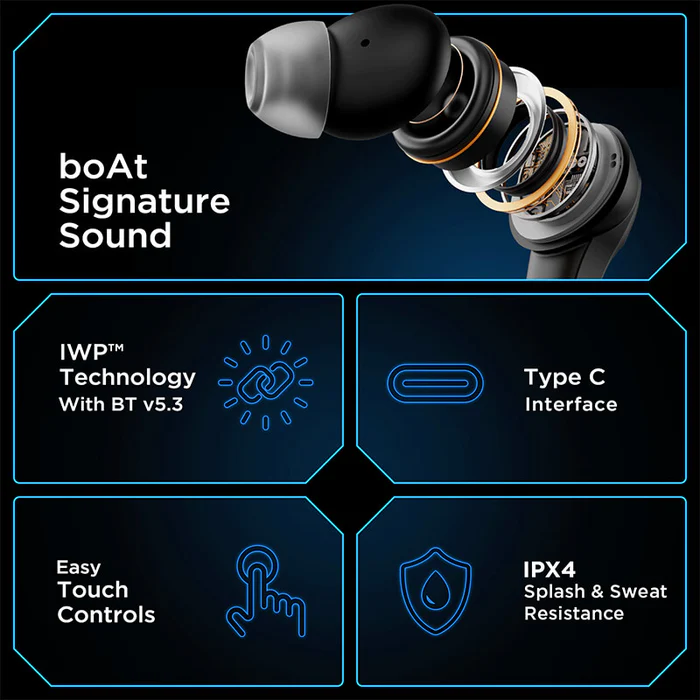 boAt
Signature
Sound
IWP™
Technology
With BT v5.3
Type C
Interface
Easy
Touch
Controls
IPX4
Splash & Sweat
Resistance